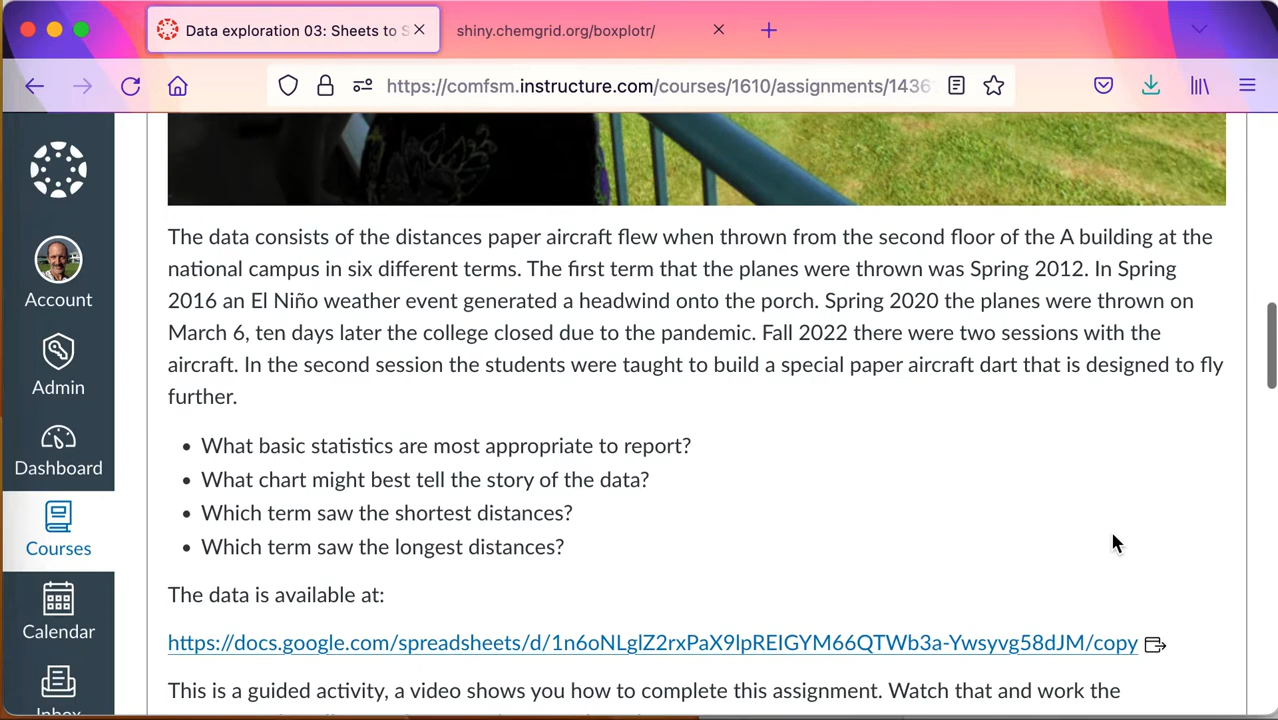 Data exploration 03: Sheets to S
shiny.chemgrid.org/boxplotr/
https://comfsm.instructure.com/courses/1610/assignments/1436
Account
Admin
Dashboard
Courses
Calendar
Inbox
The data consists of the distances paper aircraft flew when thrown from the second floor of the A building at the
national campus in six different terms. The first term that the planes were thrown was Spring 2012. In Spring
2016 an El Niño weather event generated a headwind onto the porch. Spring 2020 the planes were thrown on
March 6, ten days later the college closed due to the pandemic. Fall 2022 there were two sessions with the
aircraft. In the second session the students were taught to build a special paper aircraft dart that is designed to fly
further.
• What basic statistics are most appropriate to report?
• What chart might best tell the story of the data?
• Which term saw the shortest distances?
• Which term saw the longest distances?
The data is available at:
https://docs.google.com/spreadsheets/d/1n6oNLglZ2rxPaX9lpREIGYM66QTWb3a-Ywsyvg58dJM/copy
This is a guided activity, a video shows you how to complete this assignment. Watch that and work the